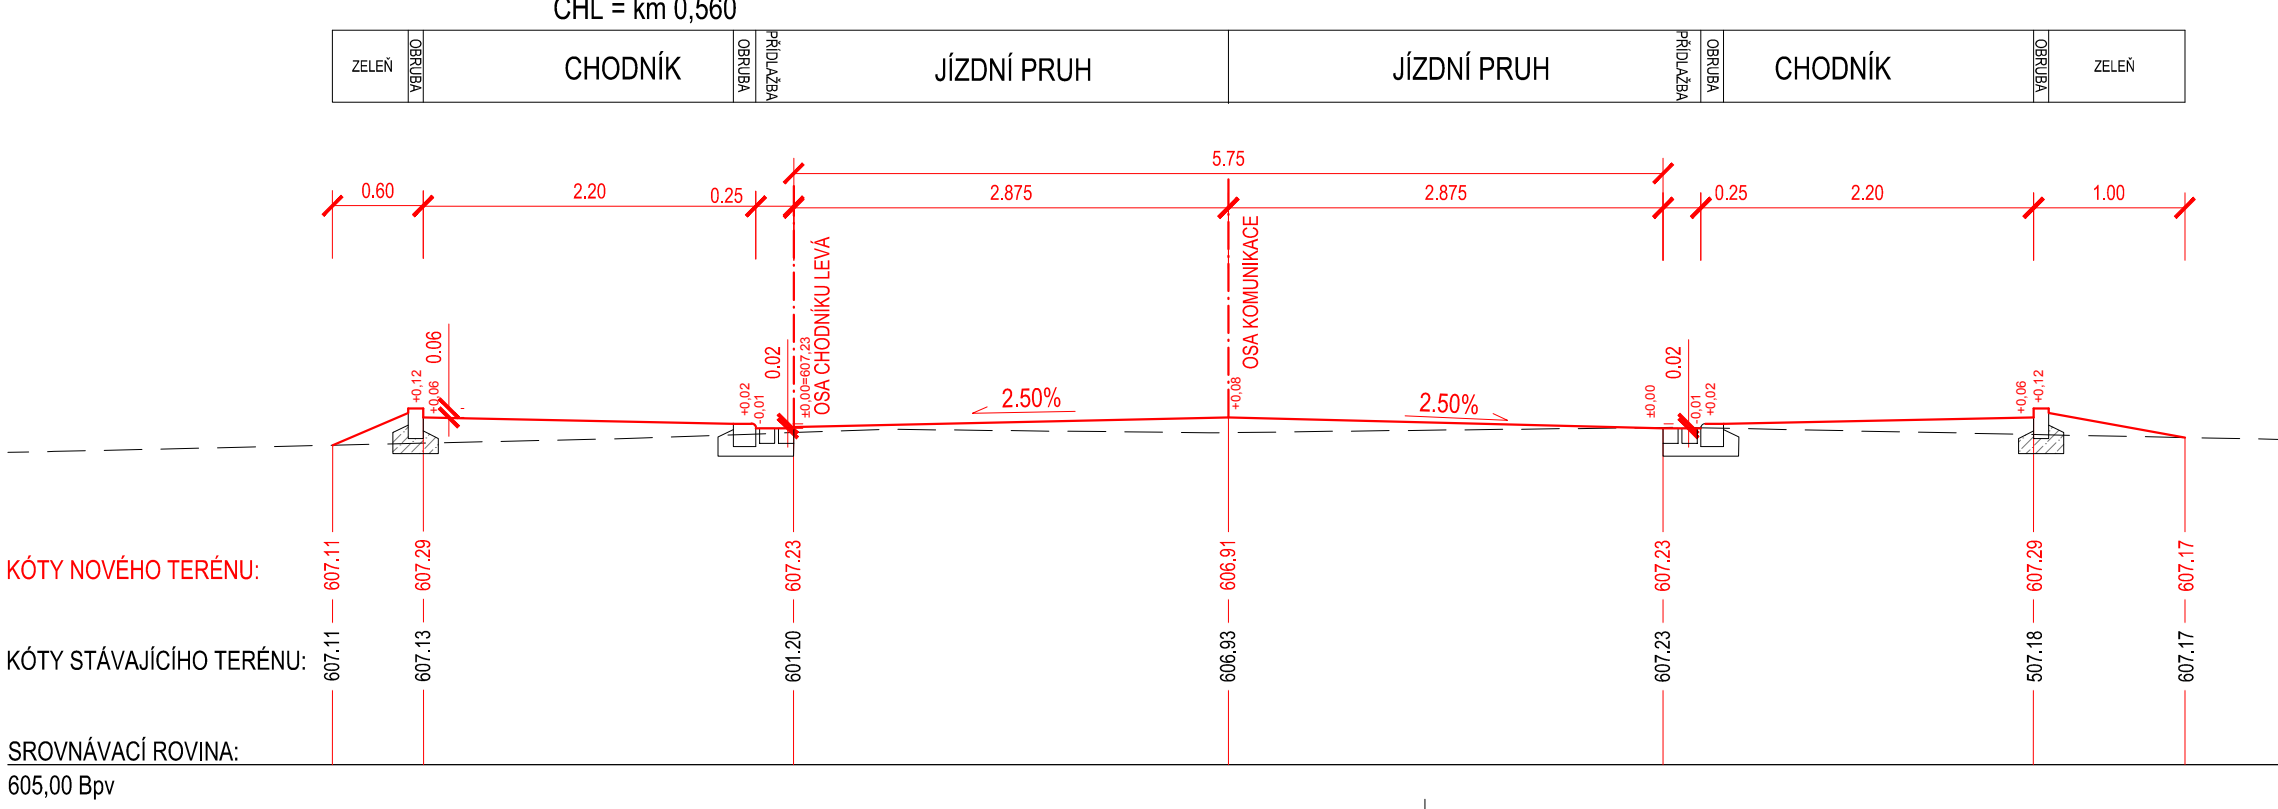 CHL = km 0,560
ZELEŇ OBRUBA CHODNÍK OBRUBA PŘÍDLAŽBA JÍZDNÍ PRUH JÍZDNÍ PRUH PŘÍDLAŽBA OBRUBA CHODNÍK OBRUBA ZELEŇ
5.75
0.60 2.20 0.25 2.875 2.875 0.25 2.20 1.00
OSA CHODNÍKU LEVÁ
OSA KOMUNIKACE
+0,12 +0,06 0.06 +0,02 -0,01 0.02 ±0,00=607,23 +0,08 ±0,00 0.02 -0,01 +0,02 +0,06 +0,12
2.50% 2.50%
KÓTY NOVÉHO TERÉNU: 607.11 607.29 607.23 606.91 607.23 607.29 607.17
KÓTY STÁVAJÍCÍHO TERÉNU: 607.11 607.13 601.20 606.93 607.23 507.18 607.17
SROVNÁVACÍ ROVINA:
605,00 Bpv